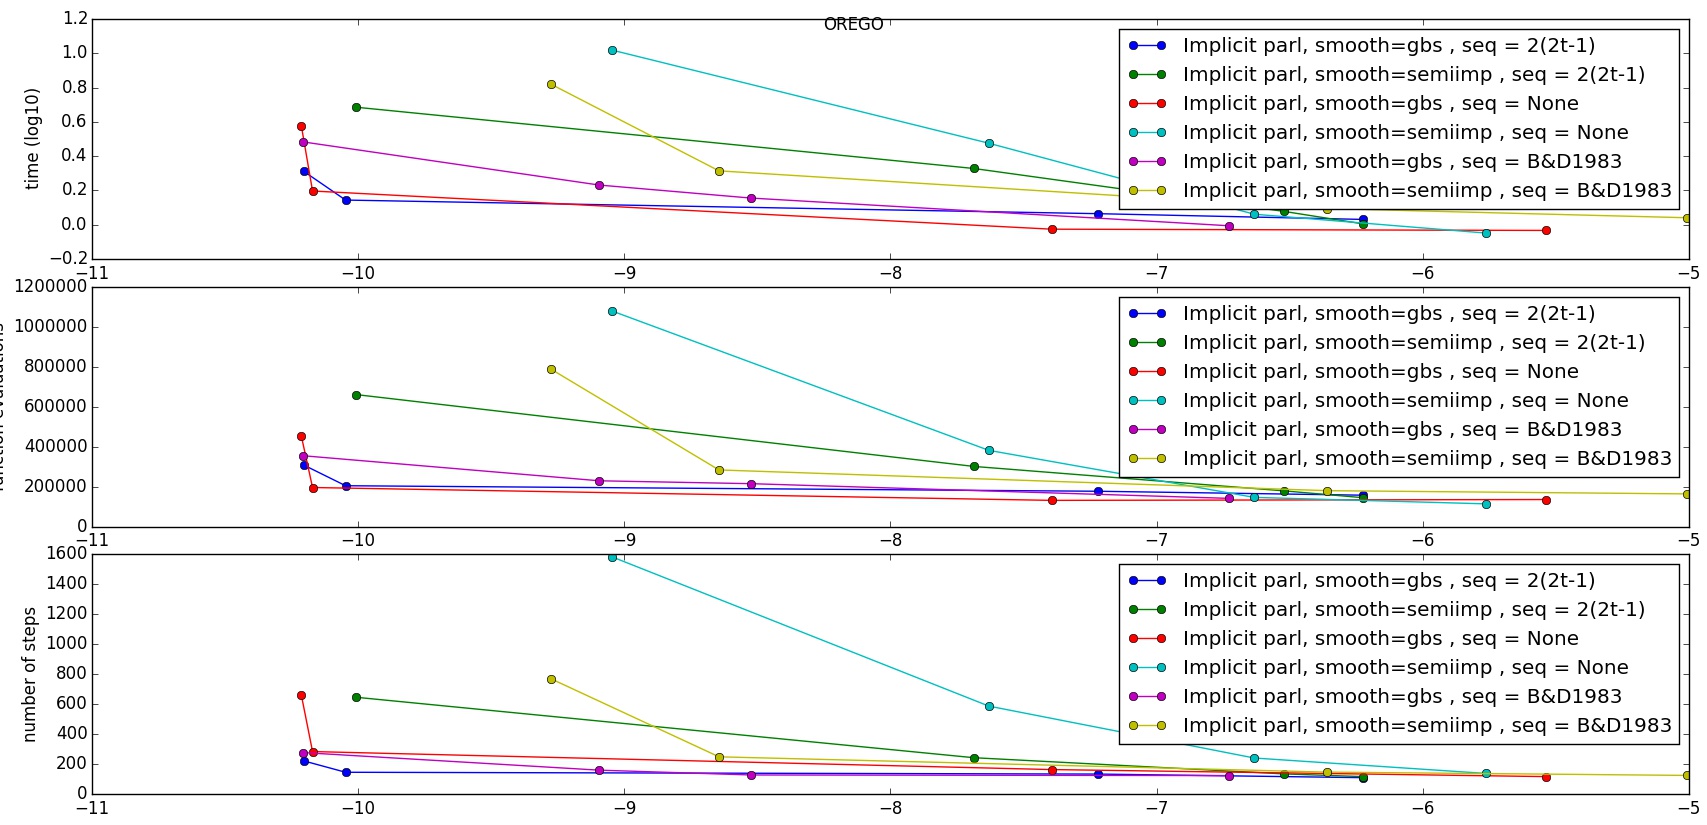 OREGO
1.2
1.0
0.8
0.6
0.4
0.2
0.0
−0.2
time (log10)
−11 −10 −9 −8 −7 −6 −5
Implicit parl, smooth=gbs , seq = 2(2t-1)
Implicit parl, smooth=semiimp , seq = 2(2t-1)
Implicit parl, smooth=gbs , seq = None
Implicit parl, smooth=semiimp , seq = None
Implicit parl, smooth=gbs , seq = B&D1983
Implicit parl, smooth=semiimp , seq = B&D1983
1200000
1000000
800000
600000
400000
200000
0
−11 −10 −9 −8 −7 −6 −5
Implicit parl, smooth=gbs , seq = 2(2t-1)
Implicit parl, smooth=semiimp , seq = 2(2t-1)
Implicit parl, smooth=gbs , seq = None
Implicit parl, smooth=semiimp , seq = None
Implicit parl, smooth=gbs , seq = B&D1983
Implicit parl, smooth=semiimp , seq = B&D1983
1600
1400
1200
1000
800
600
400
200
0
number of steps
−11 −10 −9 −8 −7 −6 −5
Implicit parl, smooth=gbs , seq = 2(2t-1)
Implicit parl, smooth=semiimp , seq = 2(2t-1)
Implicit parl, smooth=gbs , seq = None
Implicit parl, smooth=semiimp , seq = None
Implicit parl, smooth=gbs , seq = B&D1983
Implicit parl, smooth=semiimp , seq = B&D1983